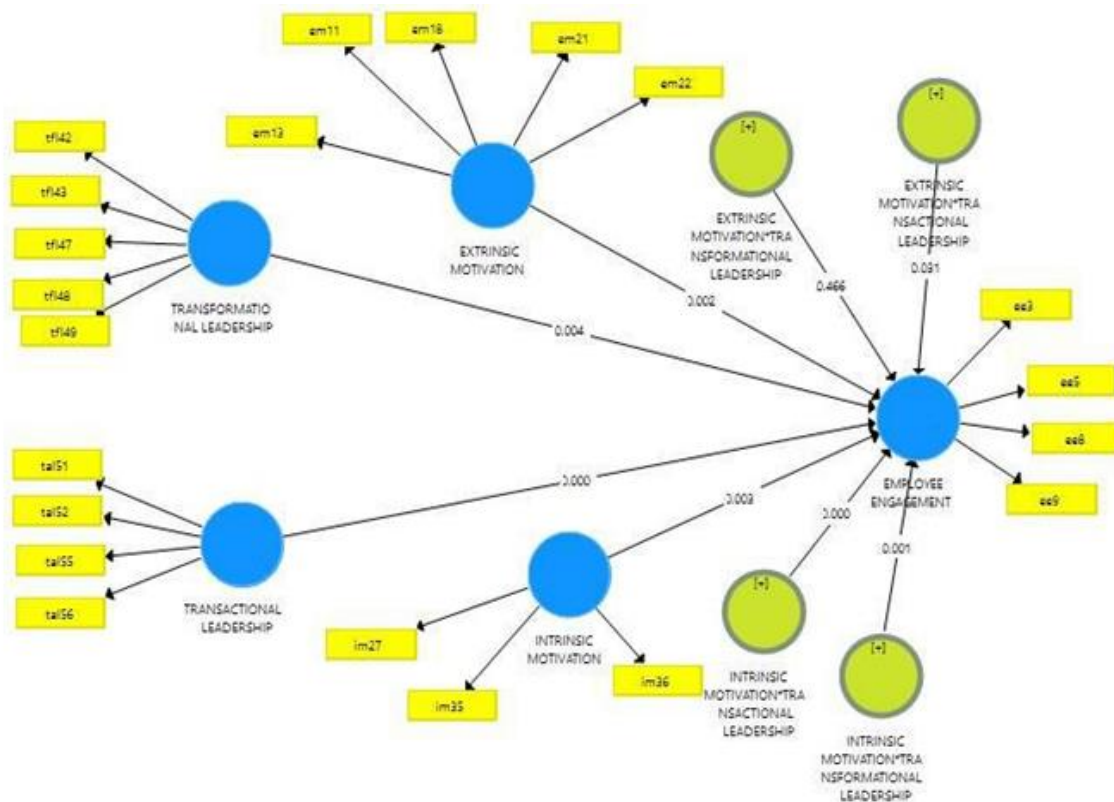 em11
em18
em21
em22
em13
tfl42
tfl43
tfl47
tfl48
tfl49
TRANSFORMATIO
NAL LEADERSHIP
EXTRINSIC
MOTIVATION
[+]
EXTRINSIC
MOTIVATION*TRA
NSFORMATIONAL
LEADERSHIP
[+]
EXTRINSIC
MOTIVATION*TRA
NSACTIONAL
LEADERSHIP
0.002
0.004
0.466
0.031
ee3
ee5
ee8
ee9
EMPLOYEE
ENGAGEMENT
tal51
tal52
tal55
tal56
TRANSACTIONAL
LEADERSHIP
0.000
0.003
0.000
0.001
im27
im35
im36
INTRINSIC
MOTIVATION
[+]
INTRINSIC
MOTIVATION*TRA
NSACTIONAL
LEADERSHIP
[+]
INTRINSIC
MOTIVATION*TRA
NSFORMATIONAL
LEADERSHIP